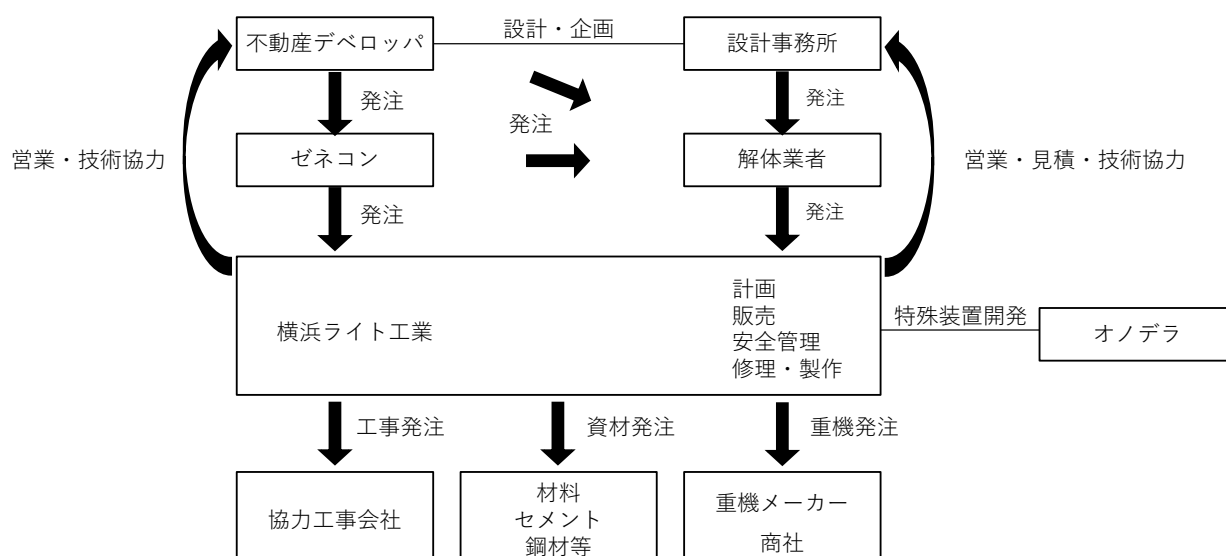 不動産デベロッパ
設計・企画
設計事務所
発注
発注
発注
営業・技術協力
ゼネコン
解体業者
営業・見積・技術協力
発注
発注
横浜ライト工業
計画
販売
安全管理
修理・製作
特殊装置開発
オノデラ
工事発注
資材発注
重機発注
協力工事会社
材料
セメント
鋼材等
重機メーカー
商社